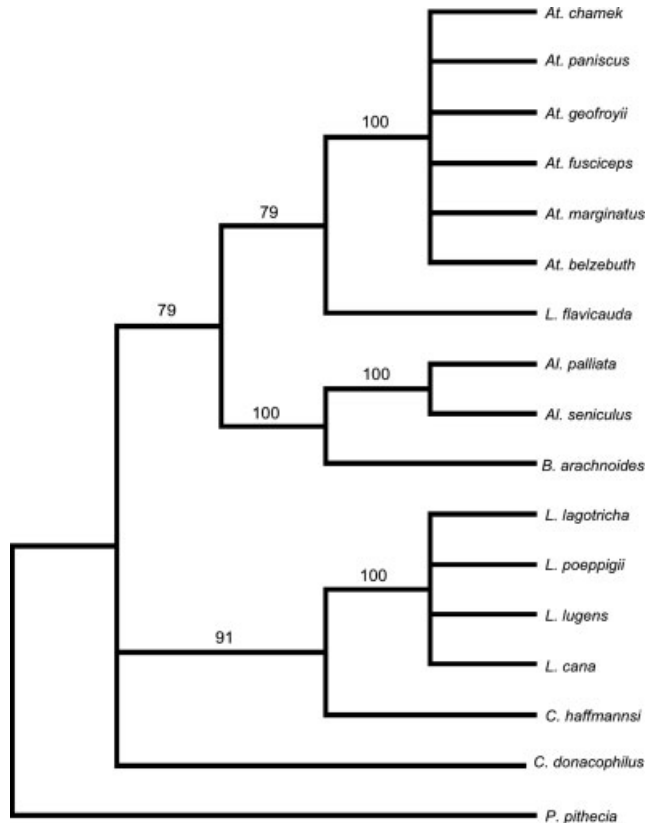 At. chamek
At. paniscus
100
At. geofroyii
At. fusciceps
79
At. marginatus
At. belzebuth
79
L. flavicauda
100
Al. palliata
100
Al. seniculus
B. arachnoides
L. lagotricha
100
L. poeppigii
L. lugens
91
L. cana
C. haffmannsi
C. donacophilus
P. pithecia